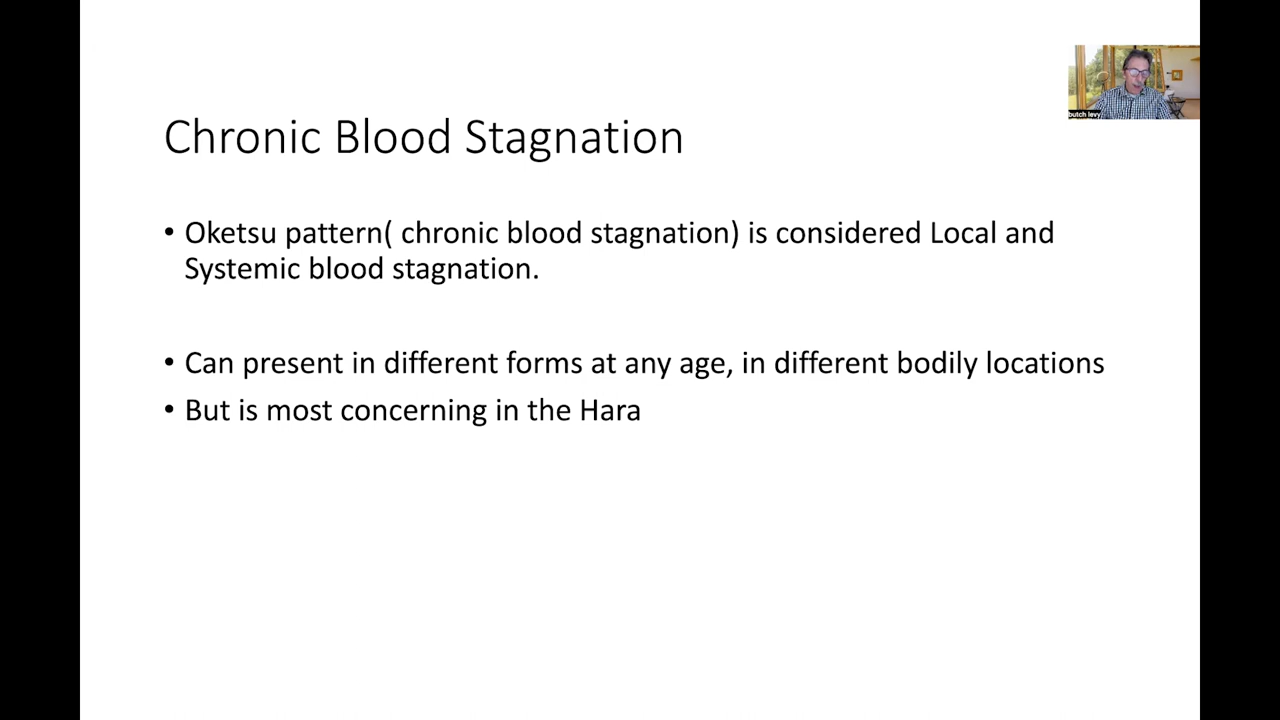 butch levy
Chronic Blood Stagnation
• Oketsu pattern( chronic blood stagnation) is considered Local and
Systemic blood stagnation.
• Can present in different forms at any age, in different bodily locations
• But is most concerning in the Hara